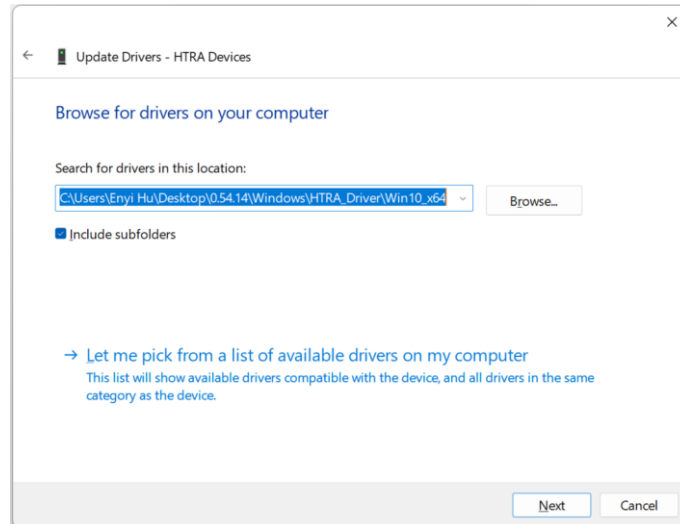 Update Drivers - HTRA Devices
Browse for drivers on your computer
Search for drivers in this location:
C:\Users\Enyi Hu\Desktop\0.54.14\Windows\HTRA_Driver\Win10_x64
Browse...
Include subfolders
Let me pick from a list of available drivers on my computer
This list will show available drivers compatible with the device, and all drivers in the same
category as the device.
Next
Cancel